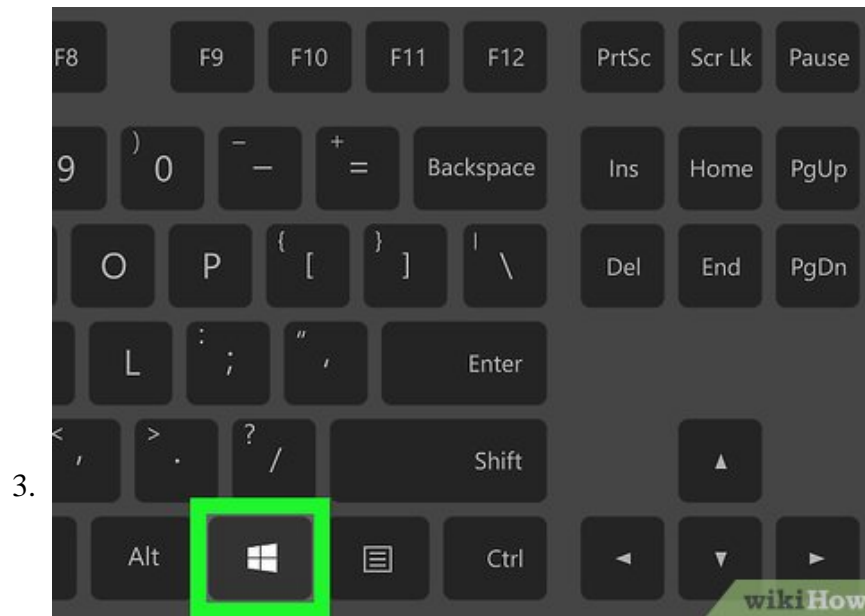 F8 F9 F10 F11 F12 PrtSc Scr Lk Pause
9 ) 0 _ – + = Backspace Ins Home PgUp
O P { [ } ] | \ Del End PgDn
L : ; " ' Enter
< , > . ? / Shift
3.
Alt Ctrl
wikiHow